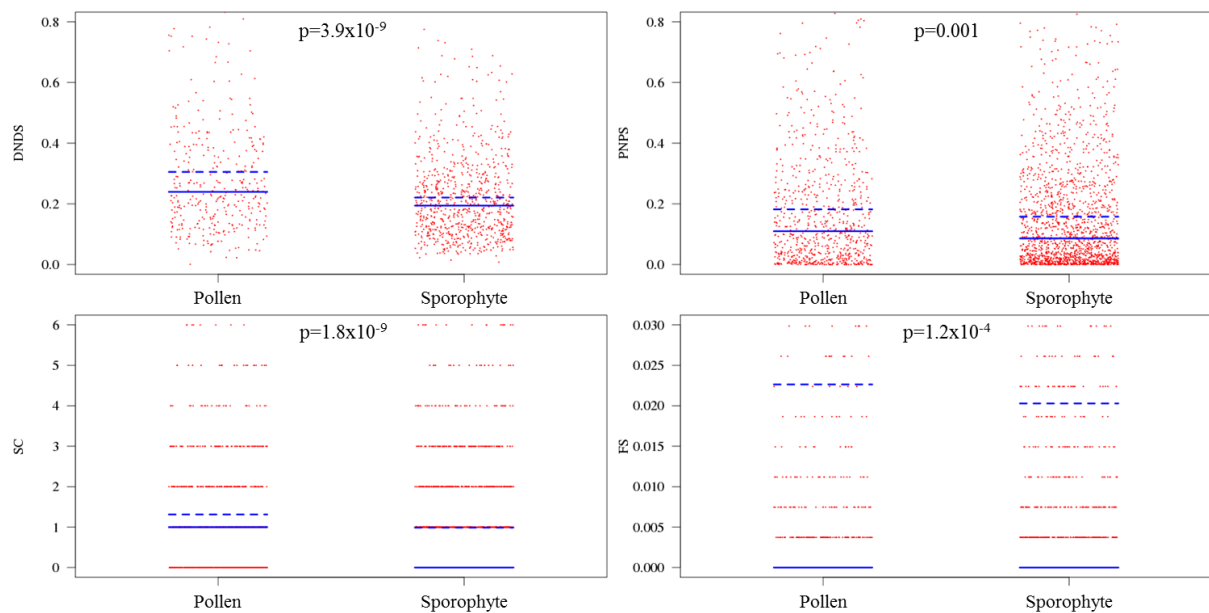 p=3.9x10⁻⁹
DNDS
0.8
0.6
0.4
0.2
0.0
Pollen
Sporophyte
p=0.001
PNPS
0.8
0.6
0.4
0.2
0.0
Pollen
Sporophyte
p=1.8x10⁻⁹
SC
6
5
4
3
2
1
0
Pollen
Sporophyte
p=1.2x10⁻⁴
FS
0.030
0.025
0.020
0.015
0.010
0.005
0.000
Pollen
Sporophyte